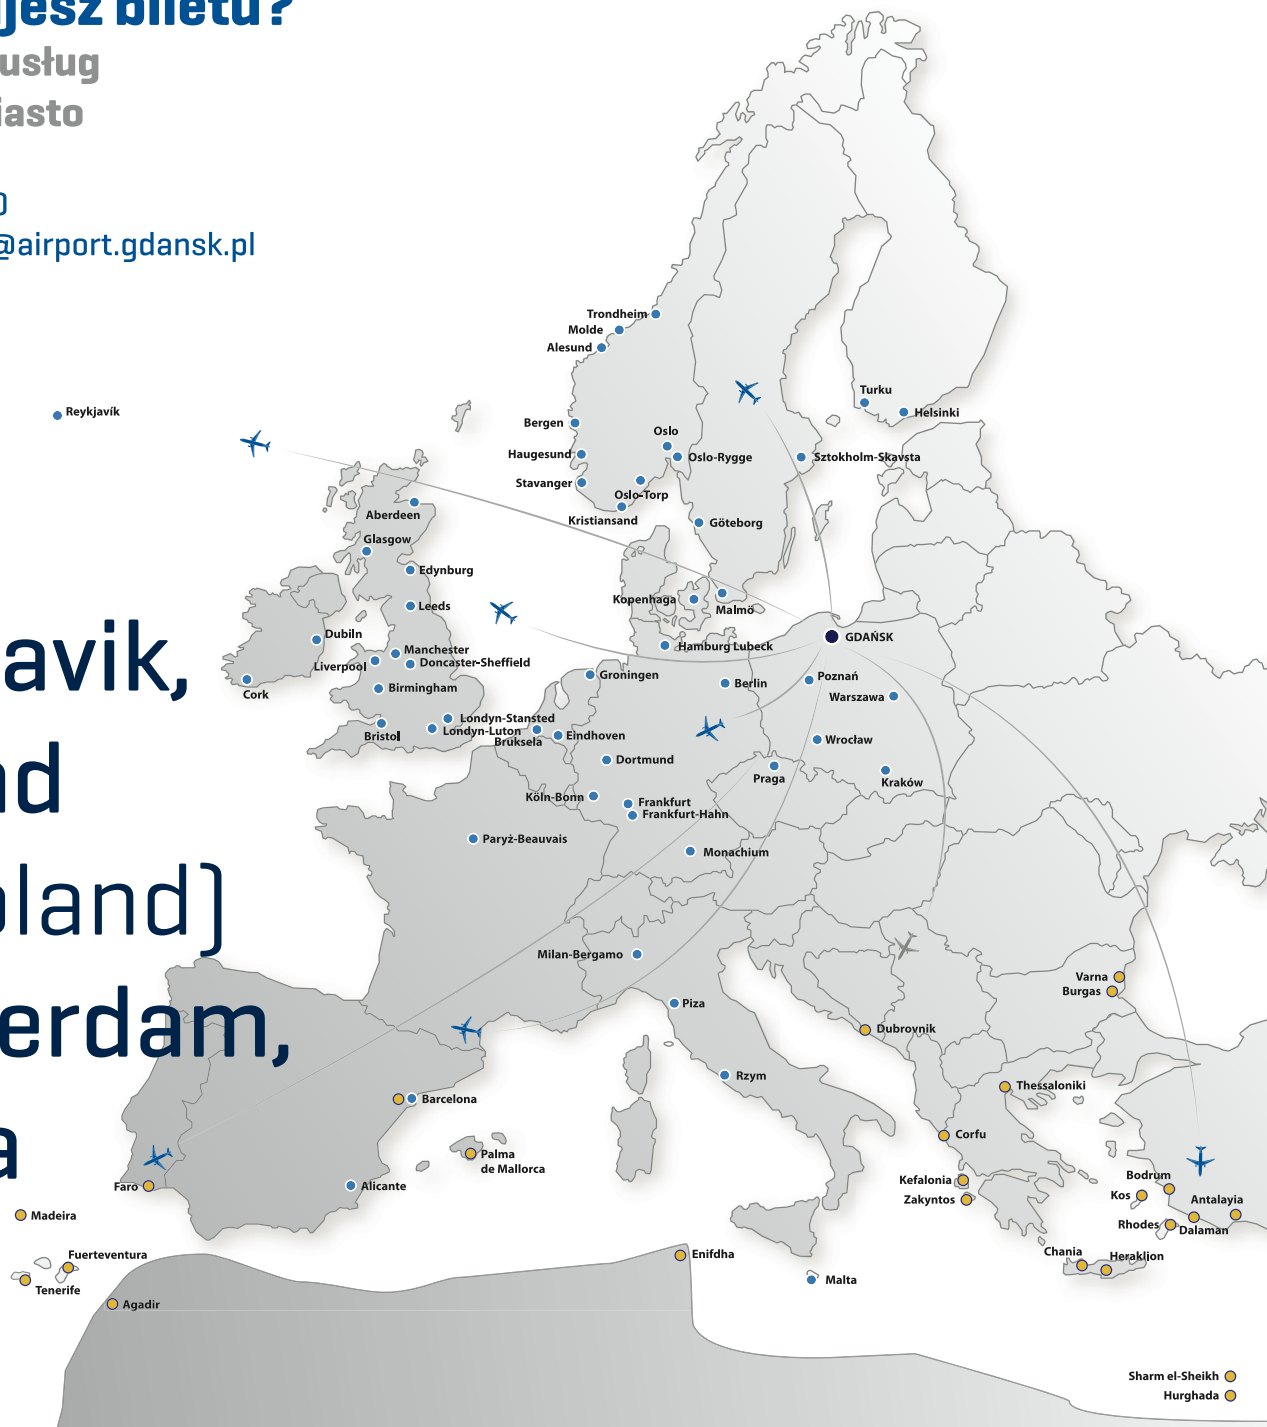 jesz biletu?
usług
iasto
@airport.gdansk.pl
Trondheim
Molde
Alesund
Turku
Reykjavík
Helsinki
Bergen
Oslo
Haugesund
Oslo-Rygge
Sztokholm-Skavsta
Stavanger
Oslo-Torp
Aberdeen
Kristiansand
Göteborg
Glasgow
Edynburg
Kopenhaga
Leeds
Malmö
Dubiln
GDAŃSK
avik,
Manchester
Hamburg Lubeck
Liverpool
Doncaster-Sheffield
Groningen
Poznań
Cork
Birmingham
Berlin
Warszawa
Londyn-Stansted
Londyn-Luton
Bristol
Bruksela
Eindhoven
Wrocław
Dortmund
nd
Praga
Kraków
Köln-Bonn
Frankfurt
Frankfurt-Hahn
Paryż-Beauvais
Monachium
oland)
Milan-Bergamo
Varna
Burgas
Piza
erdam,
Dubrovnik
Rzym
Thessaloniki
Barcelona
Corfu
a
Palma
de Mallorca
Bodrum
Kefalonia
Faro
Alicante
Kos
Antalayia
Zakyntos
Madeira
Rhodes
Dalaman
Fuerteventura
Enifdha
Chania
Heraklion
Tenerife
Malta
Agadir
Sharm el-Sheikh
Hurghada